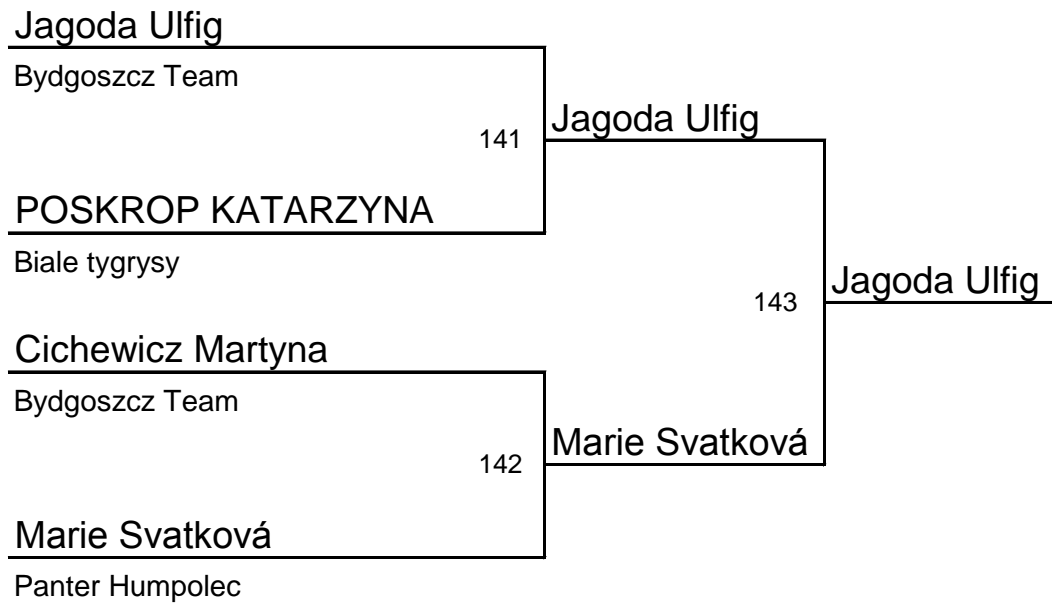 Jagoda Ulfig
Bydgoszcz Team
141
Jagoda Ulfig
POSKROP KATARZYNA
Biale tygrysy
143
Jagoda Ulfig
Cichewicz Martyna
Bydgoszcz Team
142
Marie Svatková
Marie Svatková
Panter Humpolec